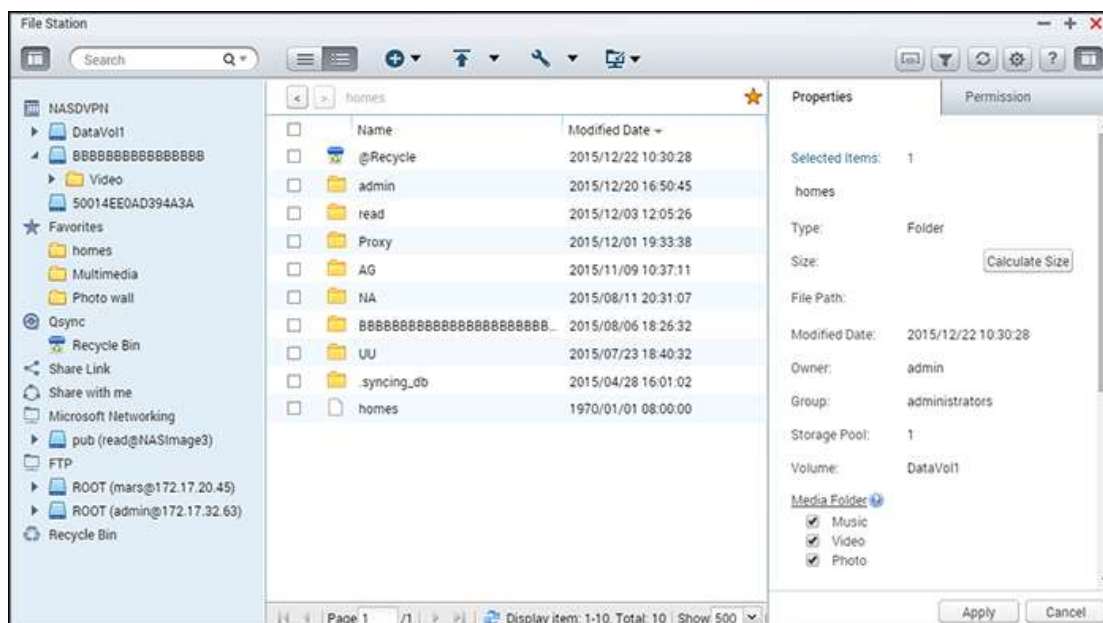 File Station
Search
NASDVPN
DataVol1
BBBBBBBBBBBBBBBB
Video
50014EE0AD394A3A
Favorites
homes
Multimedia
Photo wall
Qsync
Recycle Bin
Share Link
Share with me
Microsoft Networking
pub (read@NASImage3)
FTP
ROOT (mars@172.17.20.45)
ROOT (admin@172.17.32.63)
Recycle Bin
homes
Name Modified Date
@Recycle 2015/12/22 10:30:28
admin 2015/12/20 16:50:45
read 2015/12/03 12:05:26
Proxy 2015/12/01 19:33:38
AG 2015/11/09 10:37:11
NA 2015/08/11 20:31:07
BBBBBBBBBBBBBBBBBBBBBBBB... 2015/08/06 18:26:32
UU 2015/07/23 18:40:32
.syncing_db 2015/04/28 16:01:02
homes 1970/01/01 08:00:00
Page 1 /1 Display item: 1-10, Total: 10 Show 500
Properties Permission
Selected Items: 1
homes
Type: Folder
Size: Calculate Size
File Path:
Modified Date: 2015/12/22 10:30:28
Owner: admin
Group: administrators
Storage Pool: 1
Volume: DataVol1
Media Folder
Music
Video
Photo
Apply Cancel